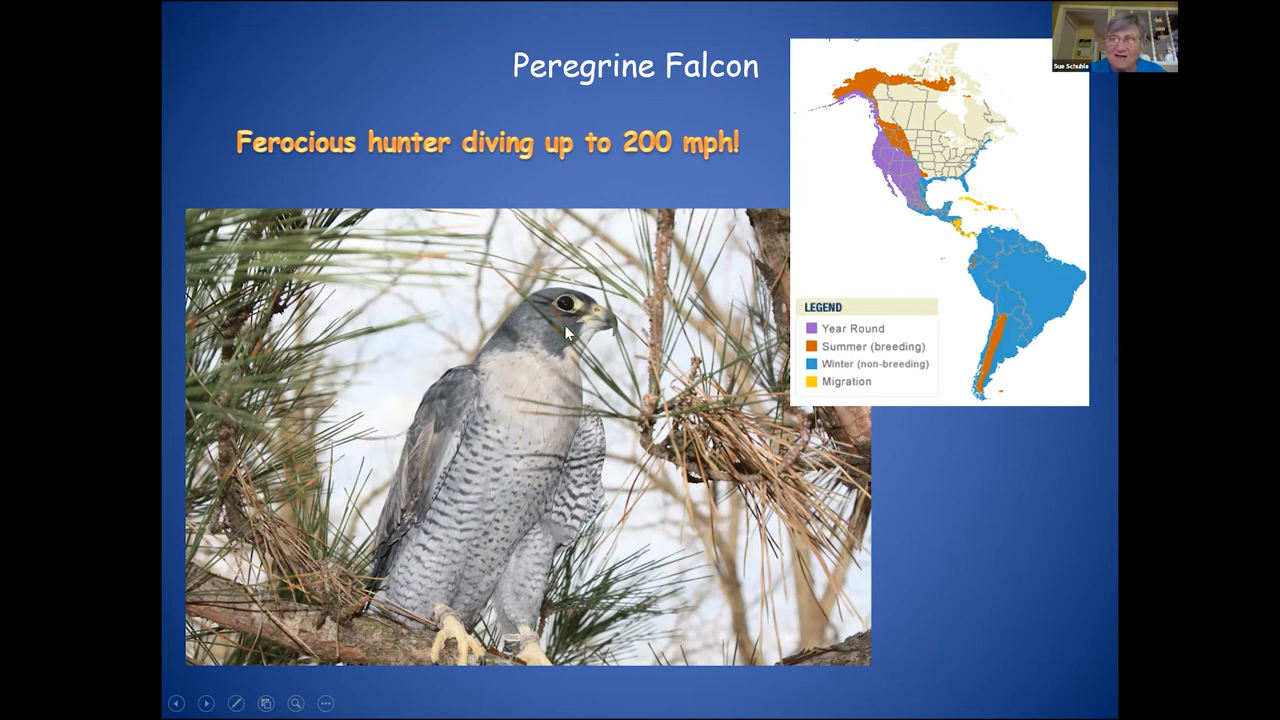 Peregrine Falcon
Ferocious hunter diving up to 200 mph!
Sue Schuble
LEGEND
Year Round
Summer (breeding)
Winter (non-breeding)
Migration